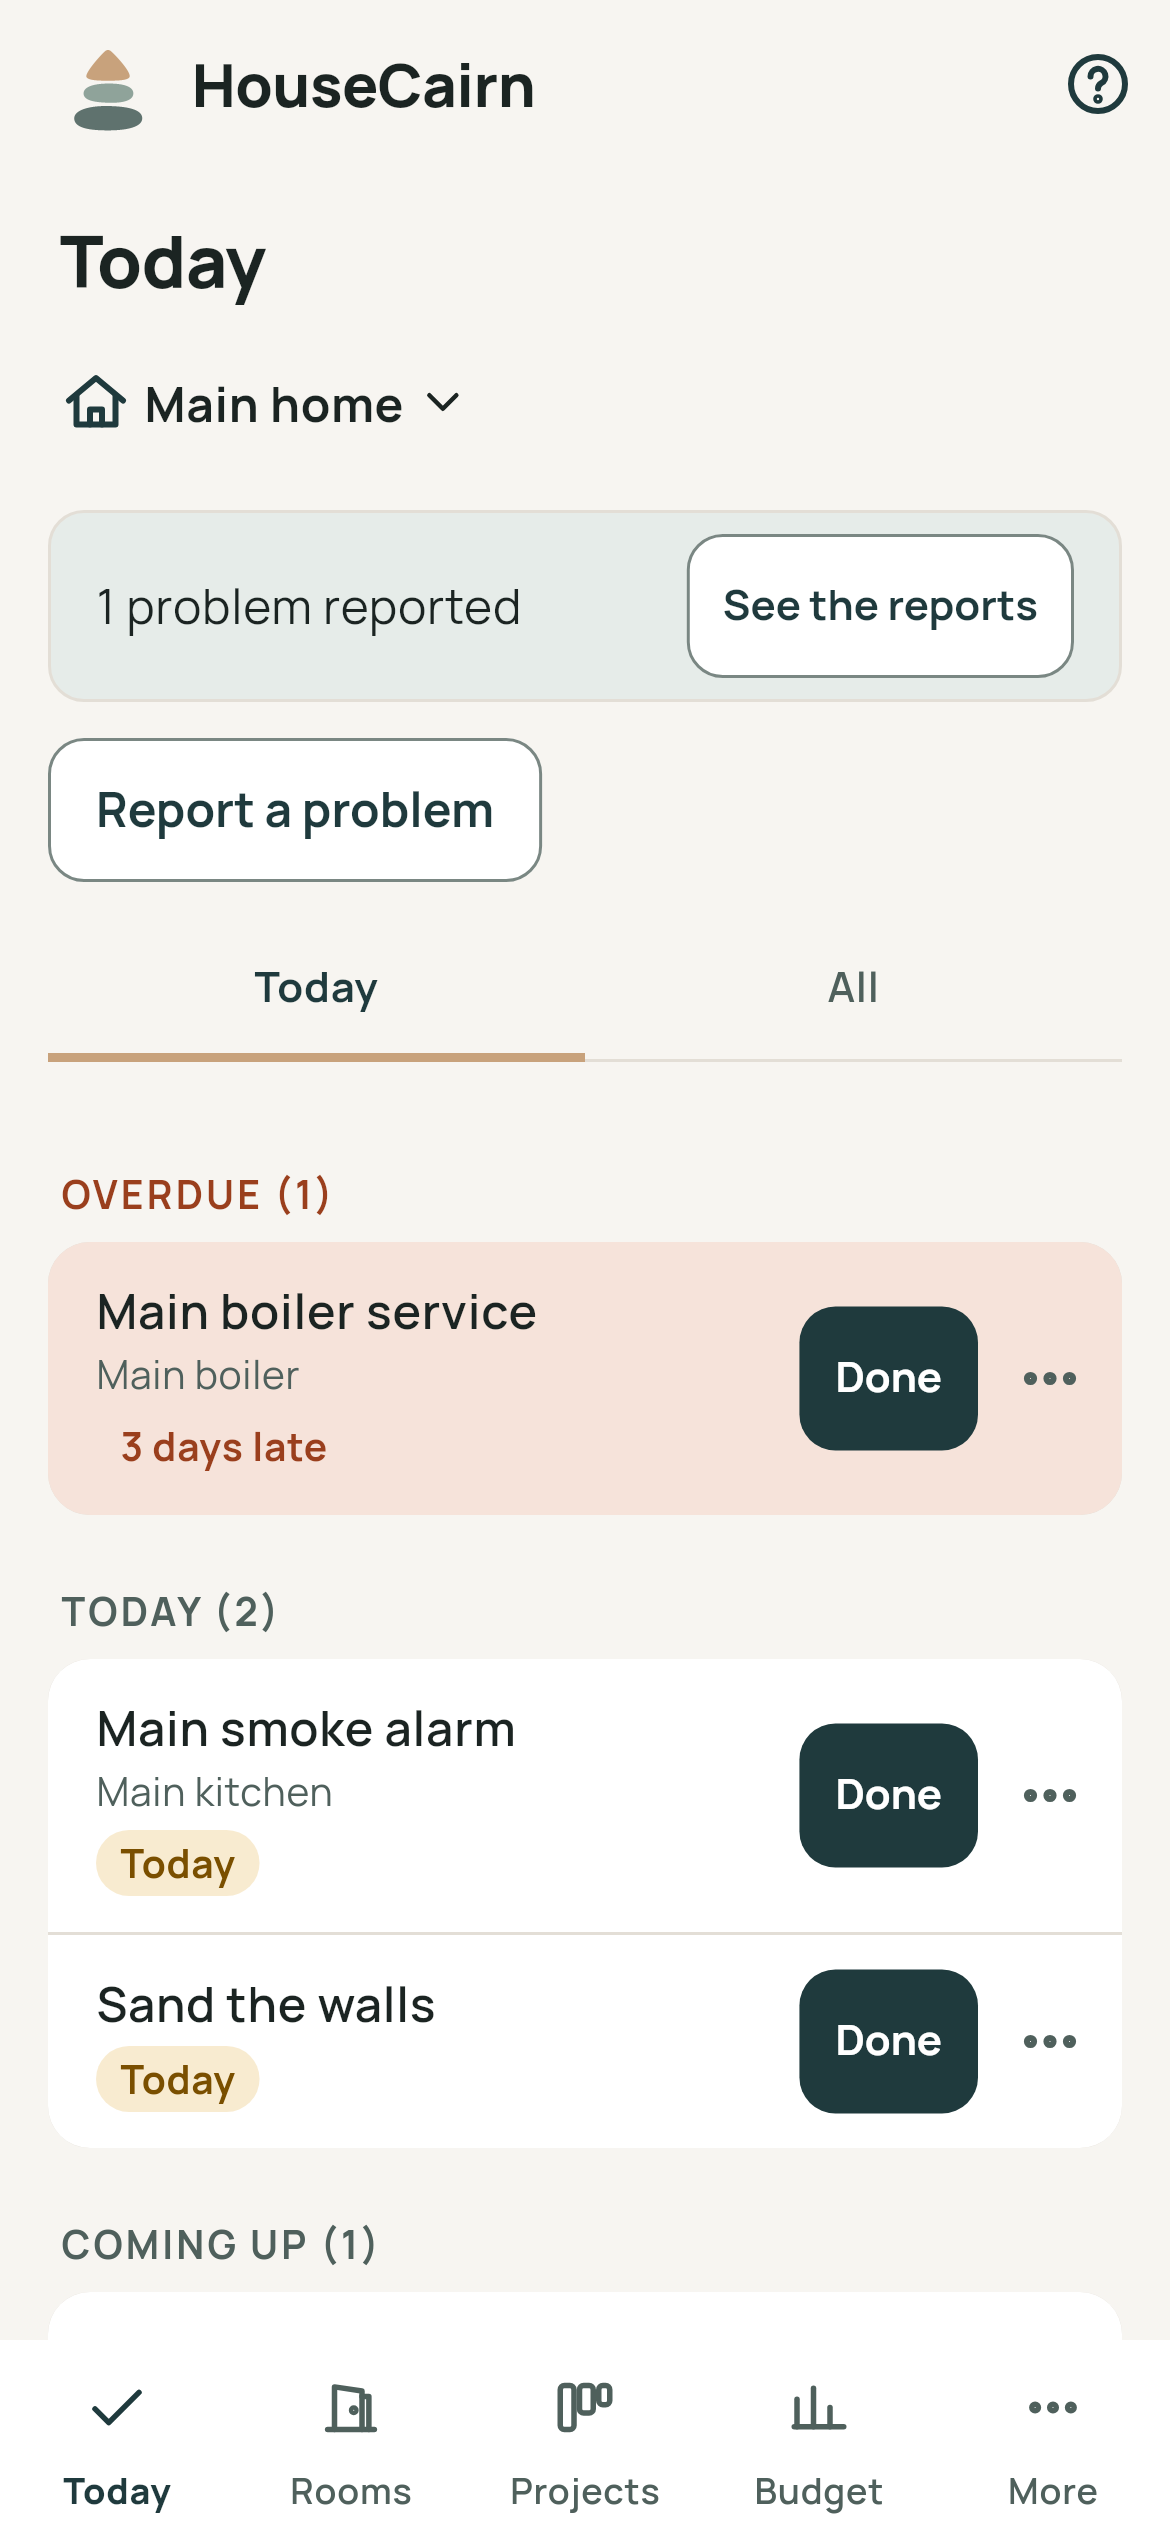 HouseCairn
Today
Main home
1 problem reported
See the reports
Report a problem
Today
All
OVERDUE (1)
Main boiler service
Main boiler
3 days late
Done
TODAY (2)
Main smoke alarm
Main kitchen
Today
Done
Sand the walls
Today
Done
COMING UP (1)
Today
Rooms
Projects
Budget
More